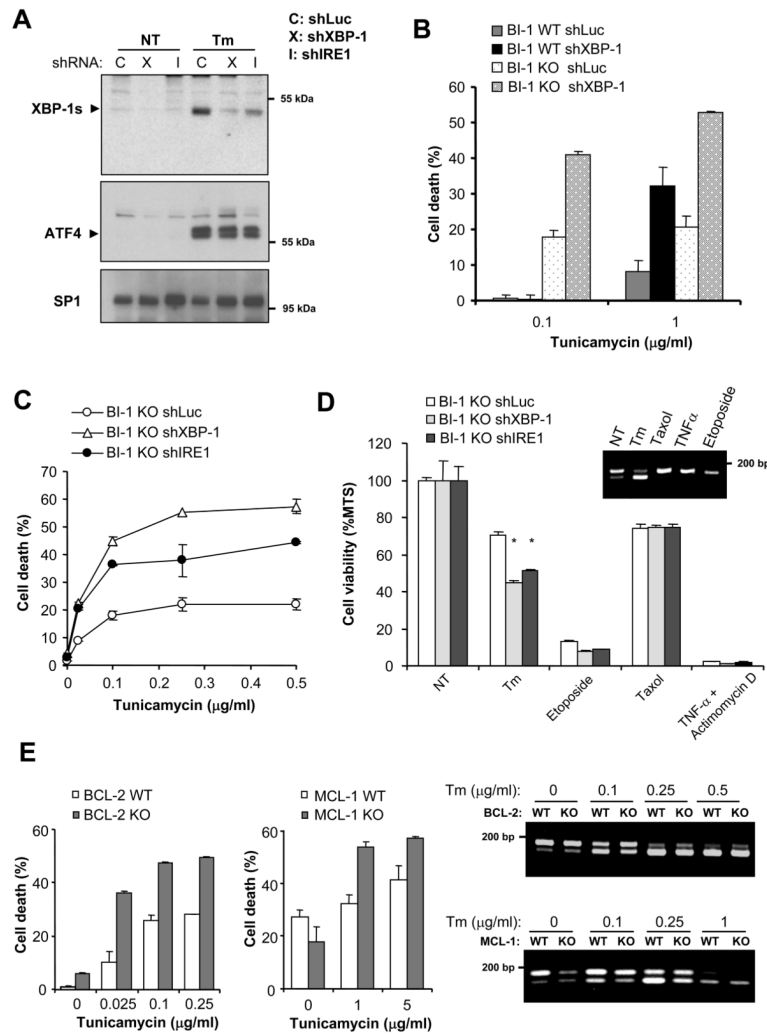 A
C: shLuc
X: shXBP-1
I: shIRE1
NT Tm
shRNA: C X I C X I
XBP-1s
55 kDa
ATF4
55 kDa
SP1
95 kDa
B
BI-1 WT shLuc
BI-1 WT shXBP-1
BI-1 KO shLuc
BI-1 KO shXBP-1
Cell death (%)
60
50
40
30
20
10
0
0.1 1
Tunicamycin (μg/ml)
C
BI-1 KO shLuc
BI-1 KO shXBP-1
BI-1 KO shIRE1
Cell death (%)
70
60
50
40
30
20
10
0
0 0.1 0.2 0.3 0.4 0.5
Tunicamycin (μg/ml)
D
BI-1 KO shLuc
BI-1 KO shXBP-1
BI-1 KO shIRE1
NT Tm Taxol TNFα Etoposide
200 bp
Cell viability (%MTS)
120
100
80
60
40
20
0
* *
NT Tm Etoposide Taxol TNF-α + Actimomycin D
E
BCL-2 WT
BCL-2 KO
Cell death (%)
60
40
20
0
0 0.025 0.1 0.25
Tunicamycin (μg/ml)
MCL-1 WT
MCL-1 KO
Cell death (%)
60
40
20
0
0 1 5
Tunicamycin (μg/ml)
Tm (μg/ml): 0 0.1 0.25 0.5
BCL-2: WT KO WT KO WT KO WT KO
200 bp
Tm (μg/ml): 0 0.1 0.25 1
MCL-1: WT KO WT KO WT KO WT KO
200 bp